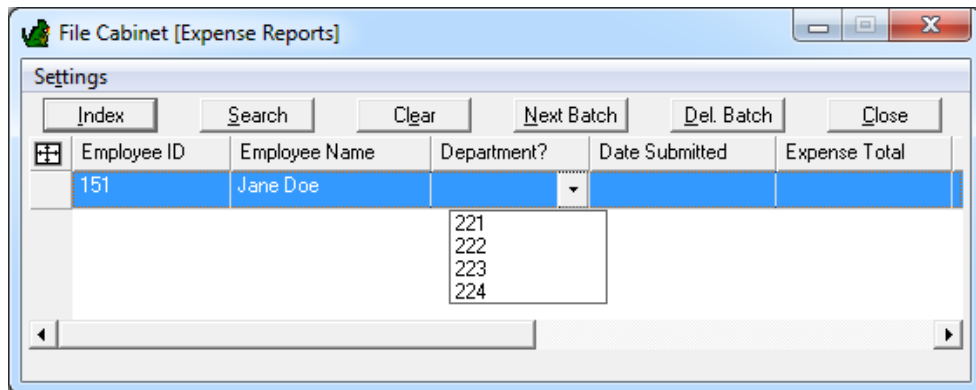 File Cabinet [Expense Reports]
Settings
Index Search Clear Next Batch Del. Batch Close
Employee ID Employee Name Department? Date Submitted Expense Total
151 Jane Doe
221
222
223
224